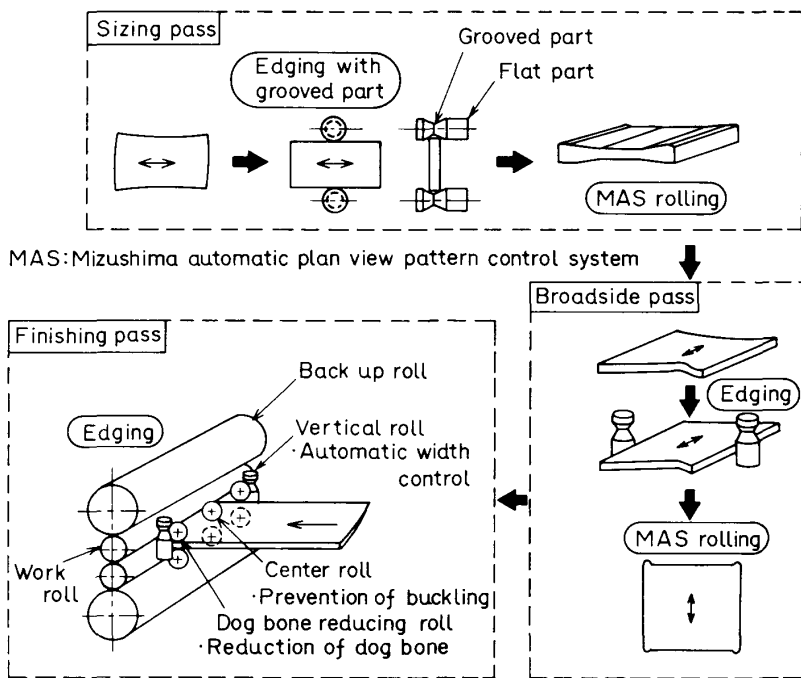 Sizing pass
Edging with
grooved part
Grooved part
Flat part
MAS rolling
MAS:Mizushima automatic plan view pattern control system
Broadside pass
Edging
MAS rolling
Finishing pass
Edging
Back up roll
Vertical roll
·Automatic width
control
Work
roll
Center roll
·Prevention of buckling
Dog bone reducing roll
·Reduction of dog bone